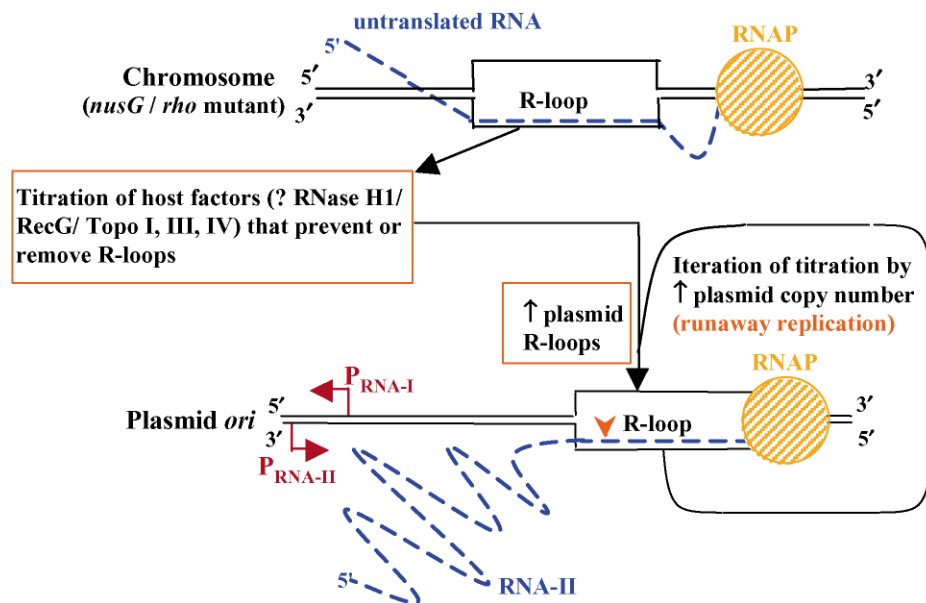 untranslated RNA
RNAP
5'
5′
3′
Chromosome
(nusG / rho mutant)
R-loop
3′
5′
Titration of host factors (? RNase H1/
RecG/ Topo I, III, IV) that prevent or
remove R-loops
Iteration of titration by
↑ plasmid copy number
(runaway replication)
↑ plasmid
R-loops
RNAP
P RNA-I
Plasmid ori
5′
3′
R-loop
3′
5′
P RNA-II
RNA-II
5'